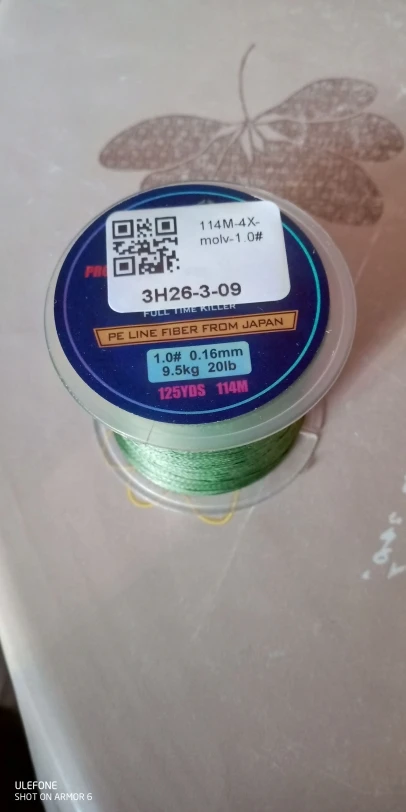 114M-4X-
molv-1.0#
3H26-3-09
FULL TIME KILLER
PE LINE FIBER FROM JAPAN
1.0# 0.16mm
9.5kg 20lb
125YDS 114M
ULEFONE
SHOT ON ARMOR 6